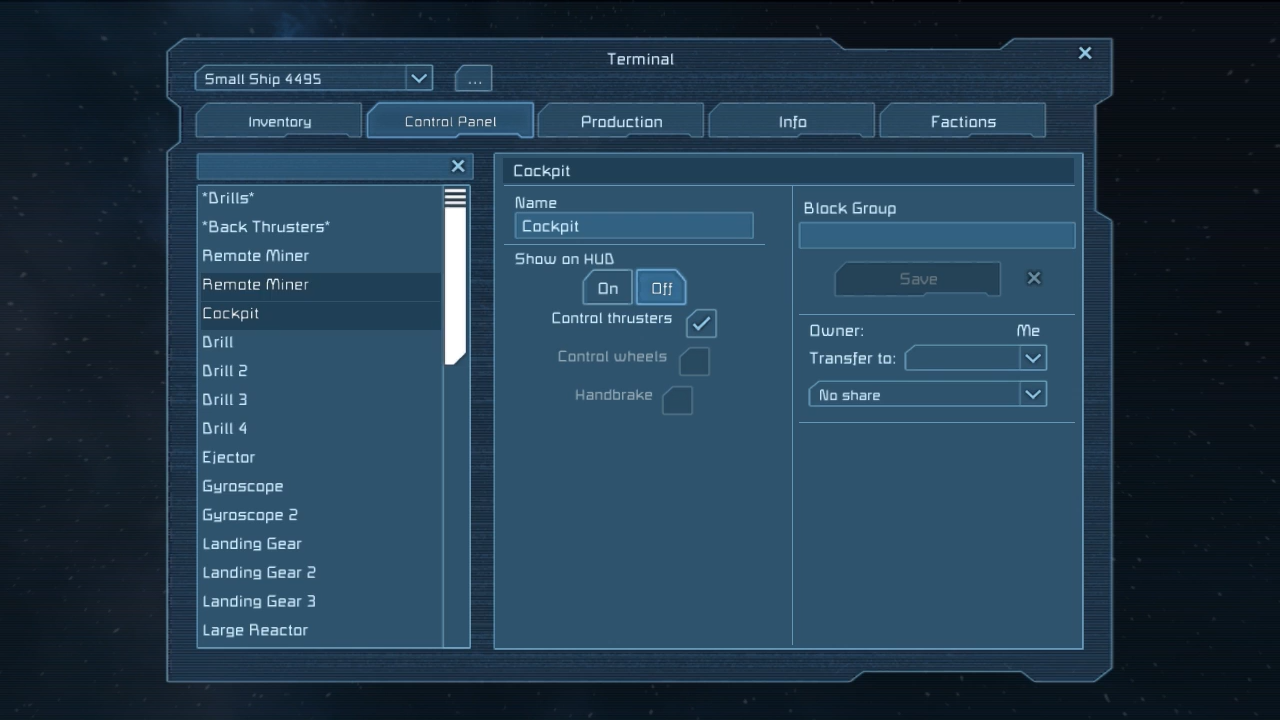 Terminal
Small Ship 4495
...
Inventory
Control Panel
Production
Info
Factions
*Drills*
*Back Thrusters*
Remote Miner
Remote Miner
Cockpit
Drill
Drill 2
Drill 3
Drill 4
Ejector
Gyroscope
Gyroscope 2
Landing Gear
Landing Gear 2
Landing Gear 3
Large Reactor
Cockpit
Name
Cockpit
Show on HUD
On Off
Control thrusters
Control wheels
Handbrake
Block Group
Save
Owner: Me
Transfer to:
No share